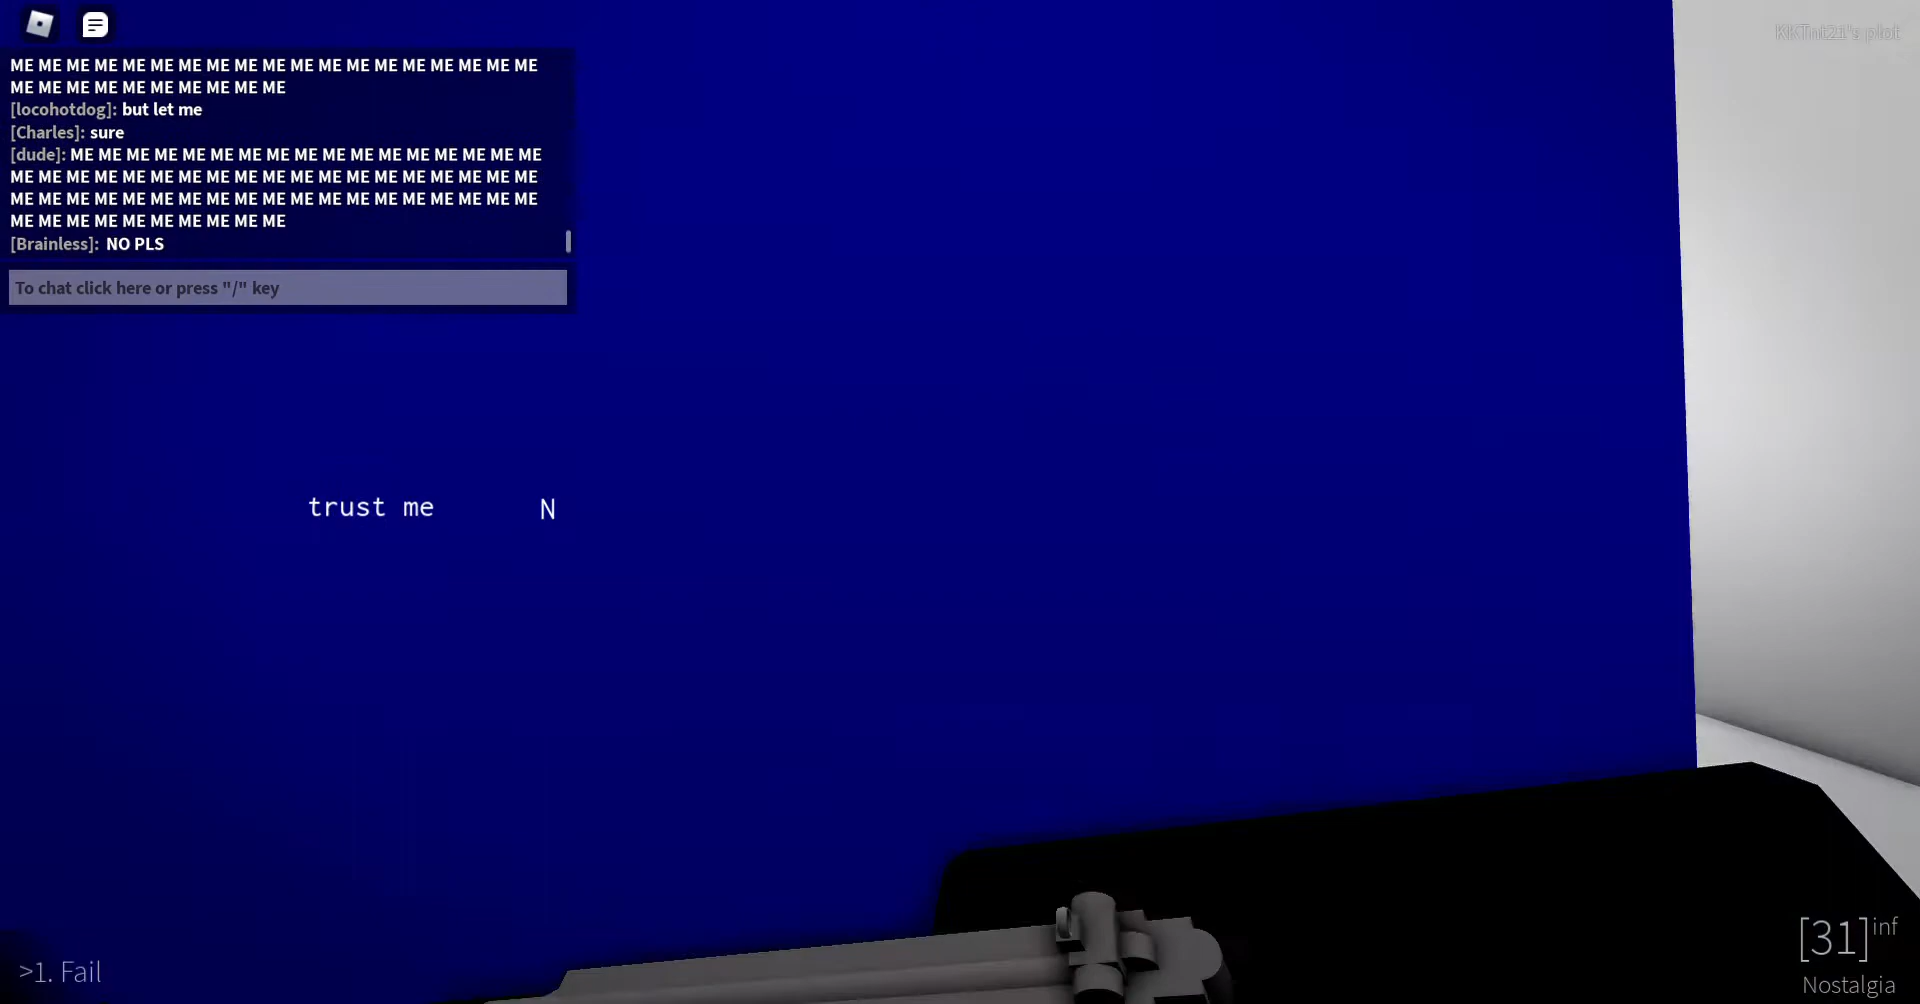 KKTnt21's plot
ME ME ME ME ME ME ME ME ME ME ME ME ME ME ME ME ME ME ME
ME ME ME ME ME ME ME ME ME ME
[locohotdog]: but let me
[Charles]: sure
[dude]: ME ME ME ME ME ME ME ME ME ME ME ME ME ME ME ME ME
ME ME ME ME ME ME ME ME ME ME ME ME ME ME ME ME ME ME ME
ME ME ME ME ME ME ME ME ME ME ME ME ME ME ME ME ME ME ME
ME ME ME ME ME ME ME ME ME ME
[Brainless]: NO PLS
To chat click here or press "/" key
trust me N
[31]inf
>1. Fail
Nostalgia